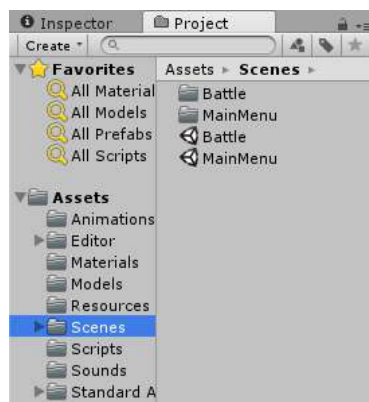 Inspector Project
Create
Favorites
All Material
All Models
All Prefabs
All Scripts
Assets
Animations
Editor
Materials
Models
Resources
Scenes
Scripts
Sounds
Standard A
Assets Scenes
Battle
MainMenu
Battle
MainMenu